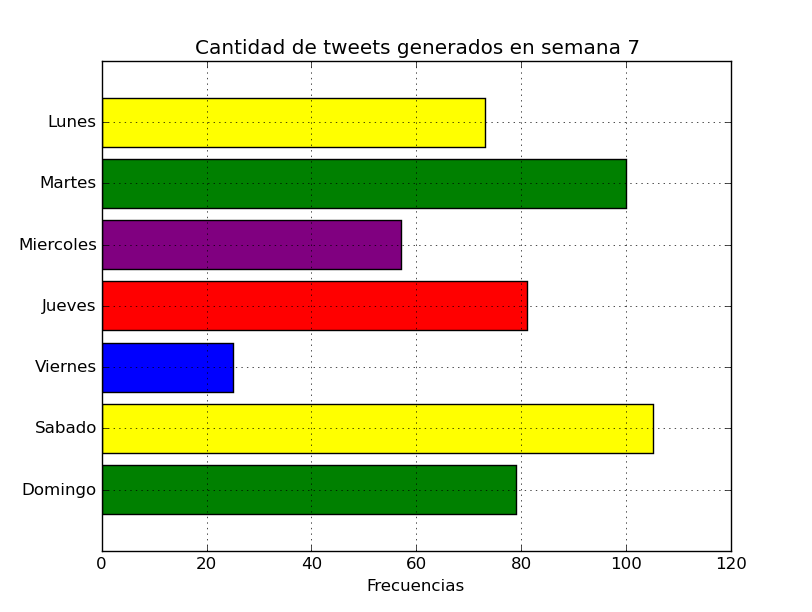 Cantidad de tweets generados en semana 7
Lunes
Martes
Miercoles
Jueves
Viernes
Sabado
Domingo
0 20 40 60 80 100 120
Frecuencias